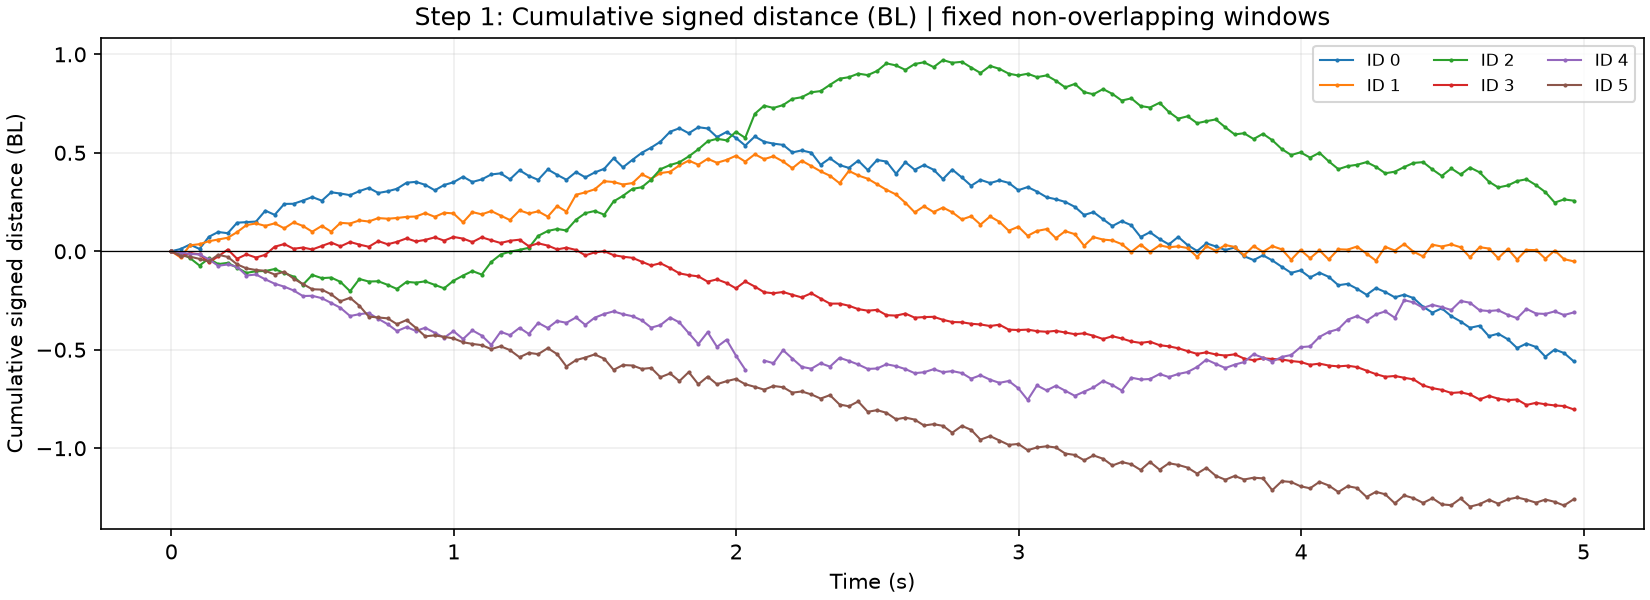 Step 1: Cumulative signed distance (BL) | fixed non-overlapping windows
Cumulative signed distance (BL)
1.0
0.5
0.0
−0.5
−1.0
ID 0
ID 1
ID 2
ID 3
ID 4
ID 5
0 1 2 3 4 5
Time (s)